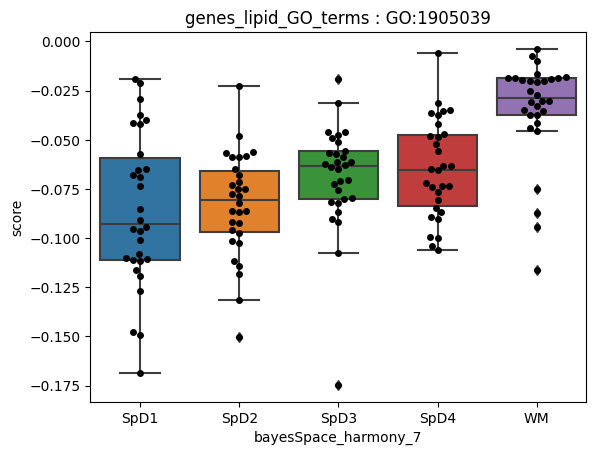 genes_lipid_GO_terms : GO:1905039
0.000
−0.025
−0.050
−0.075
−0.100
−0.125
−0.150
−0.175
score
SpD1 SpD2 SpD3 SpD4 WM
bayesSpace_harmony_7